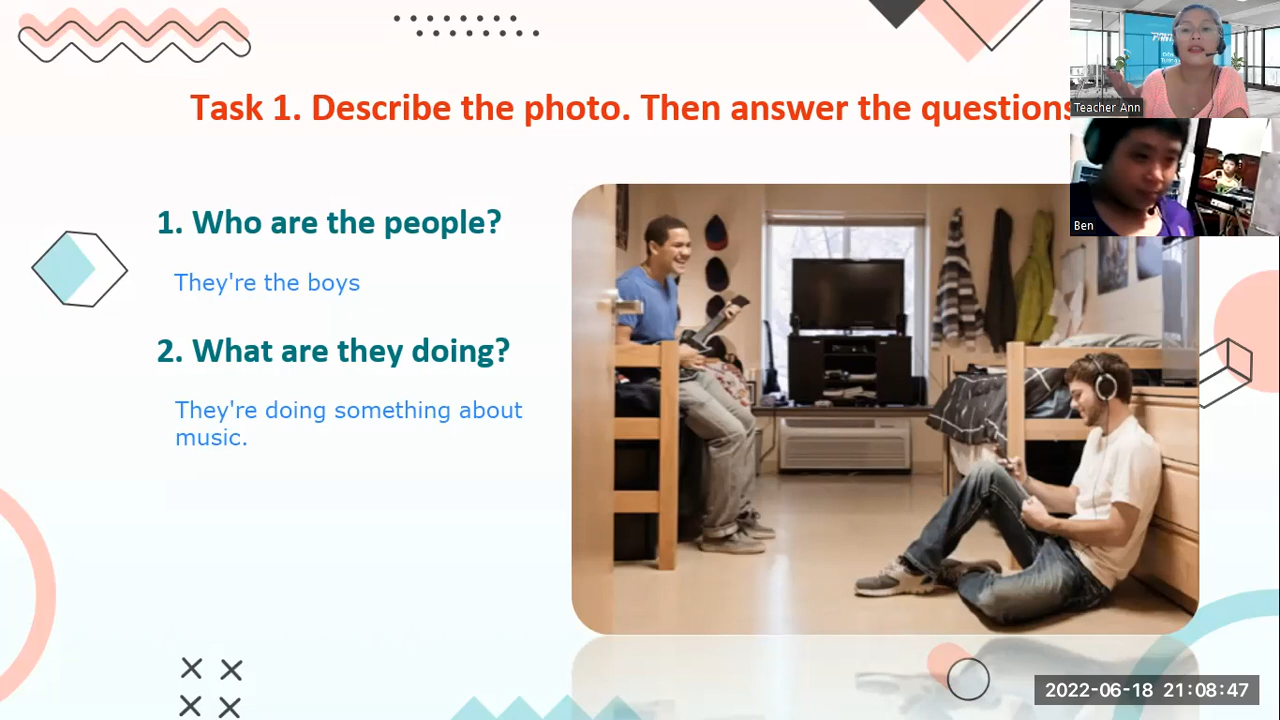 Task 1. Describe the photo. Then answer the questions
Teacher Ann
Ben
1. Who are the people?
They're the boys
2. What are they doing?
They're doing something about
music.
2022-06-18 21:08:47